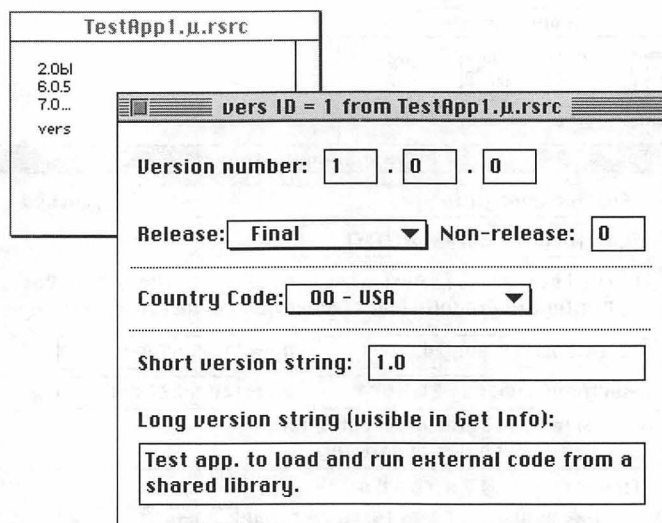 TestApp1.µ.rsrc
2.0b1
6.0.5
7.0...
vers
vers ID = 1 from TestApp1.µ.rsrc
Version number: 1 . 0 . 0
Release: Final Non-release: 0
Country Code: 00 - USA
Short version string: 1.0
Long version string (visible in Get Info):
Test app. to load and run external code from a
shared library.